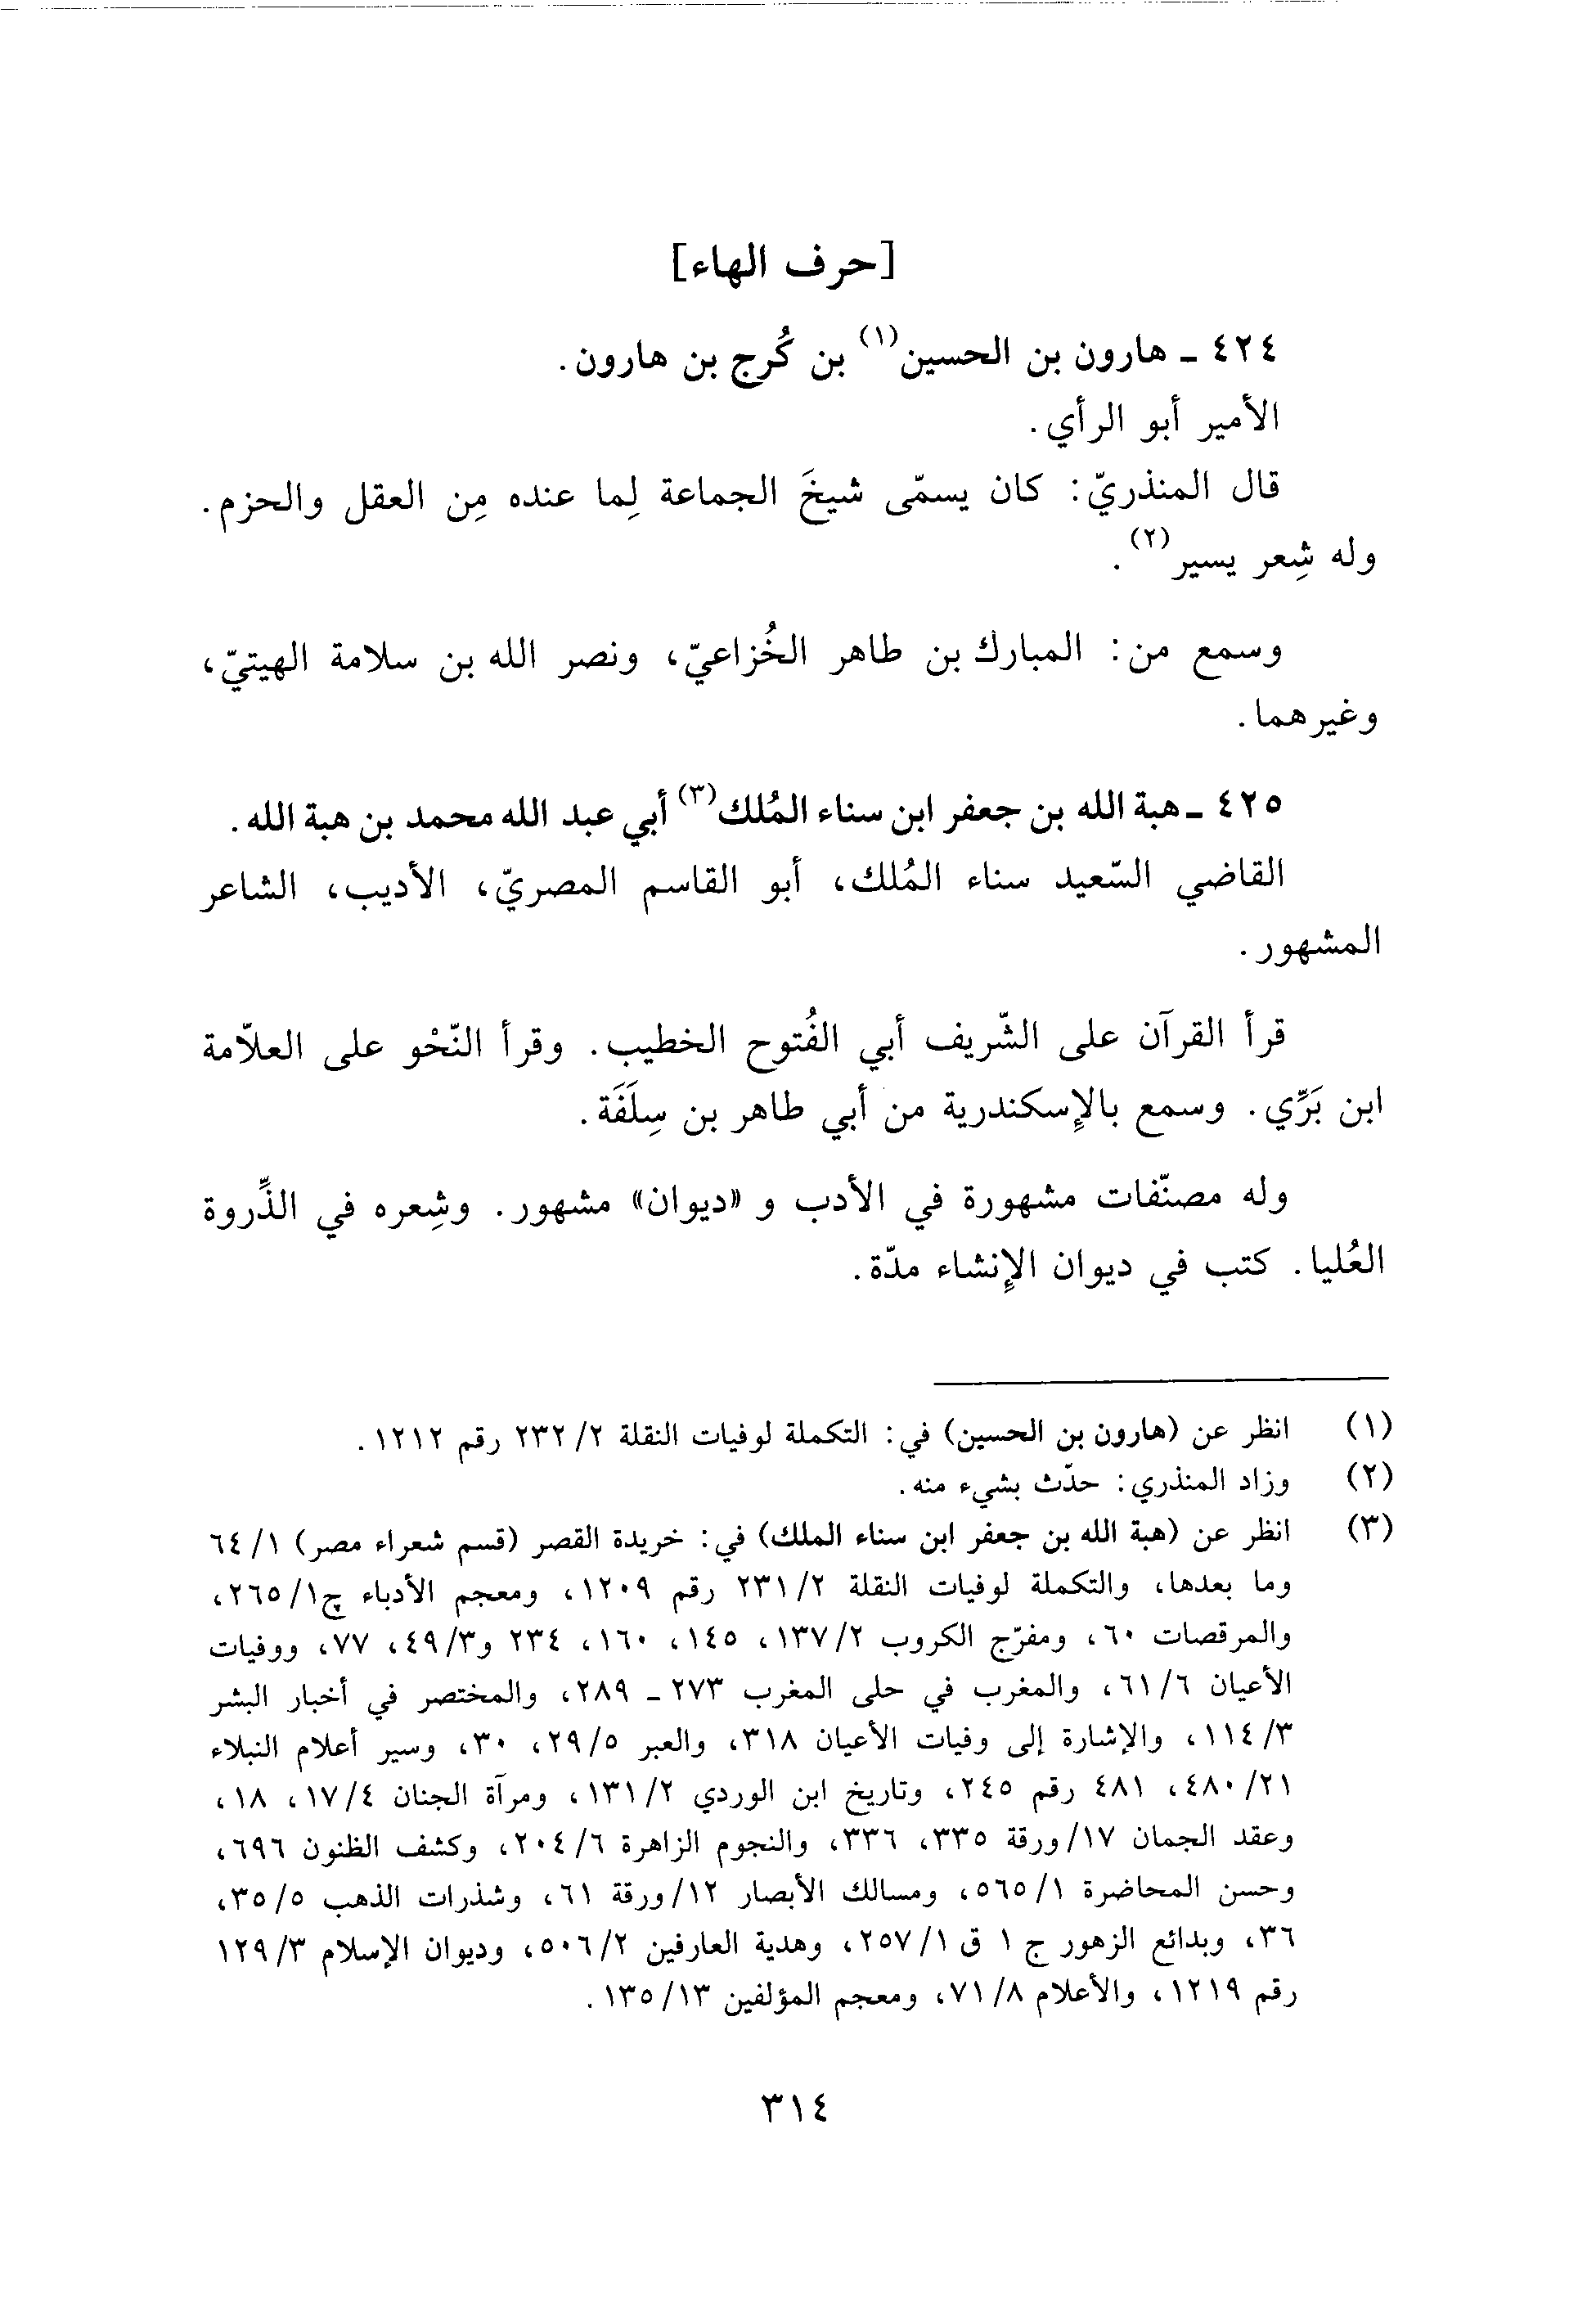 [حرف الهاء]
٤٢٤ ـ هارون بن الحسين(١) بن كُرج بن هارون.
الأمير أبو الرأي.
قال المنذريّ: كان يسمّى شيخَ الجماعة لِما عنده مِن العقل والحزم.
وله شِعر يسير(٢).
وسمع من: المبارك بن طاهر الخُزاعيّ، ونصر الله بن سلامة الهيتيّ،
وغيرهما.
٤٢٥ ـ هبة الله بن جعفر ابن سناء المُلك(٣) أبي عبد الله محمد بن هبة الله.
القاضي السّعيد سناء المُلك، أبو القاسم المصريّ، الأديب، الشاعر
المشهور.
قرأ القرآن على الشّريف أبي الفُتوح الخطيب. وقرأ النّحْو على العلاّمة
ابن بَرِّي. وسمع بالإسكندرية من أبي طاهر بن سِلَفَة.
وله مصنّفات مشهورة في الأدب و «ديوان» مشهور. وشِعره في الذِّروة
العُليا. كتب في ديوان الإنشاء مدّة.
(١) انظر عن (هارون بن الحسين) في: التكملة لوفيات النقلة ٢/ ٢٣٢ رقم ١٢١٢.
(٢) وزاد المنذري: حدّث بشيء منه.
(٣) انظر عن (هبة الله بن جعفر ابن سناء الملك) في: خريدة القصر (قسم شعراء مصر) ١/ ٦٤
وما بعدها، والتكملة لوفيات النقلة ٢/ ٢٣١ رقم ١٢٠٩، ومعجم الأدباء ج١/ ٢٦٥،
والمرقصات ٦٠، ومفرّج الكروب ٢/ ١٣٧، ١٤٥، ١٦٠، ٢٣٤ و٣/ ٤٩، ٧٧، ووفيات
الأعيان ٦/ ٦١، والمغرب في حلى المغرب ٢٧٣ ـ ٢٨٩، والمختصر في أخبار البشر
٣/ ١١٤، والإشارة إلى وفيات الأعيان ٣١٨، والعبر ٥/ ٢٩، ٣٠، وسير أعلام النبلاء
٢١/ ٤٨٠، ٤٨١ رقم ٢٤٥، وتاريخ ابن الوردي ٢/ ١٣١، ومرآة الجنان ٤/ ١٧، ١٨،
وعقد الجمان ١٧/ ورقة ٣٣٥، ٣٣٦، والنجوم الزاهرة ٦/ ٢٠٤، وكشف الظنون ٦٩٦،
وحسن المحاضرة ١/ ٥٦٥، ومسالك الأبصار ١٢/ ورقة ٦١، وشذرات الذهب ٥/ ٣٥،
٣٦، وبدائع الزهور ج ١ ق ١/ ٢٥٧، وهدية العارفين ٢/ ٥٠٦، وديوان الإسلام ٣/ ١٢٩
رقم ١٢١٩، والأعلام ٨/ ٧١، ومعجم المؤلفين ١٣/ ١٣٥.
٣١٤